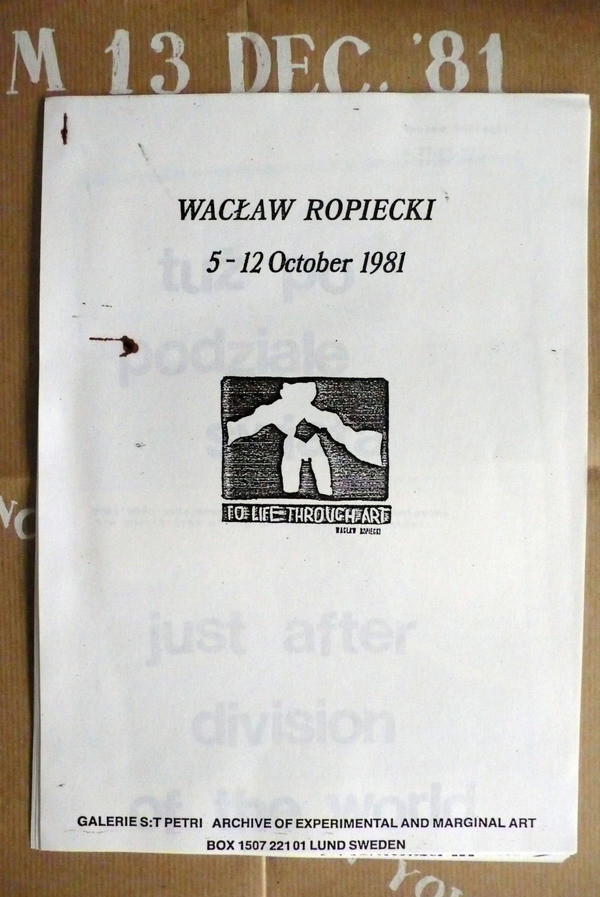 M 13 DEC. '81
WACŁAW ROPIECKI
5-12 October 1981
tuż po
podziale
TO LIFE THROUGH ART
WACŁAW ROPIECKI
just after
division
of the world
GALERIE S:T PETRI ARCHIVE OF EXPERIMENTAL AND MARGINAL ART
BOX 1507 221 01 LUND SWEDEN
YOU